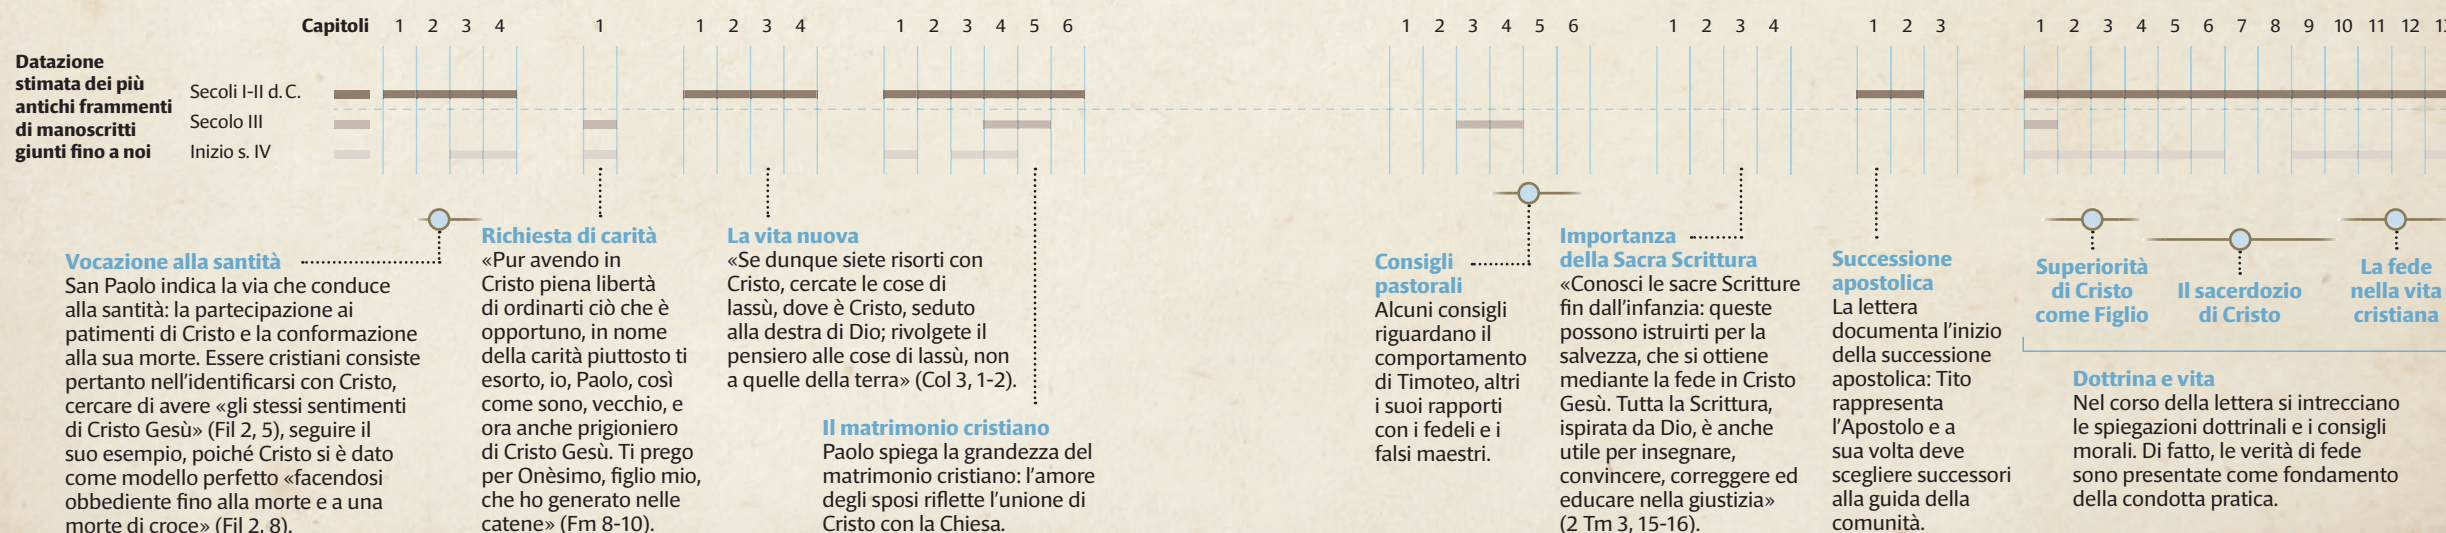 Capitoli 1 2 3 4 1 1 2 3 4 1 2 3 4 5 6 1 2 3 4 5 6 1 2 3 4 1 2 3 1 2 3 4 5 6 7 8 9 10 11 12
Datazione
stimata dei più
antichi frammenti
di manoscritti
giunti fino a noi
Secoli I-II d.C.
Secolo III
Inizio s. IV
Vocazione alla santità
San Paolo indica la via che conduce
alla santità: la partecipazione ai
patimenti di Cristo e la conformazione
alla sua morte. Essere cristiani consiste
pertanto nell’identificarsi con Cristo,
cercare di avere «gli stessi sentimenti
di Cristo Gesù» (Fil 2, 5), seguire il
suo esempio, poiché Cristo si è dato
come modello perfetto «facendosi
obbediente fino alla morte e a una
morte di croce» (Fil 2, 8).
Richiesta di carità
«Pur avendo in
Cristo piena libertà
di ordinarti ciò che è
opportuno, in nome
della carità piuttosto ti
esorto, io, Paolo, così
come sono, vecchio, e
ora anche prigioniero
di Cristo Gesù. Ti prego
per Onèsimo, figlio mio,
che ho generato nelle
catene» (Fm 8-10).
La vita nuova
«Se dunque siete risorti con
Cristo, cercate le cose di
lassù, dove è Cristo, seduto
alla destra di Dio; rivolgete il
pensiero alle cose di lassù, non
a quelle della terra» (Col 3, 1-2).
Il matrimonio cristiano
Paolo spiega la grandezza del
matrimonio cristiano: l’amore
degli sposi riflette l’unione di
Cristo con la Chiesa.
Consigli
pastorali
Alcuni consigli
riguardano il
comportamento
di Timoteo, altri
i suoi rapporti
con i fedeli e i
falsi maestri.
Importanza
della Sacra Scrittura
«Conosci le sacre Scritture
fin dall’infanzia: queste
possono istruirti per la
salvezza, che si ottiene
mediante la fede in Cristo
Gesù. Tutta la Scrittura,
ispirata da Dio, è anche
utile per insegnare,
convincere, correggere ed
educare nella giustizia»
(2 Tm 3, 15-16).
Successione
apostolica
La lettera
documenta l’inizio
della successione
apostolica: Tito
rappresenta
l’Apostolo e a
sua volta deve
scegliere successori
alla guida della
comunità.
Superiorità
di Cristo
come Figlio
Il sacerdozio
di Cristo
La fede
nella vita
cristiana
Dottrina e vita
Nel corso della lettera si intrecciano
le spiegazioni dottrinali e i consigli
morali. Di fatto, le verità di fede
sono presentate come fondamento
della condotta pratica.